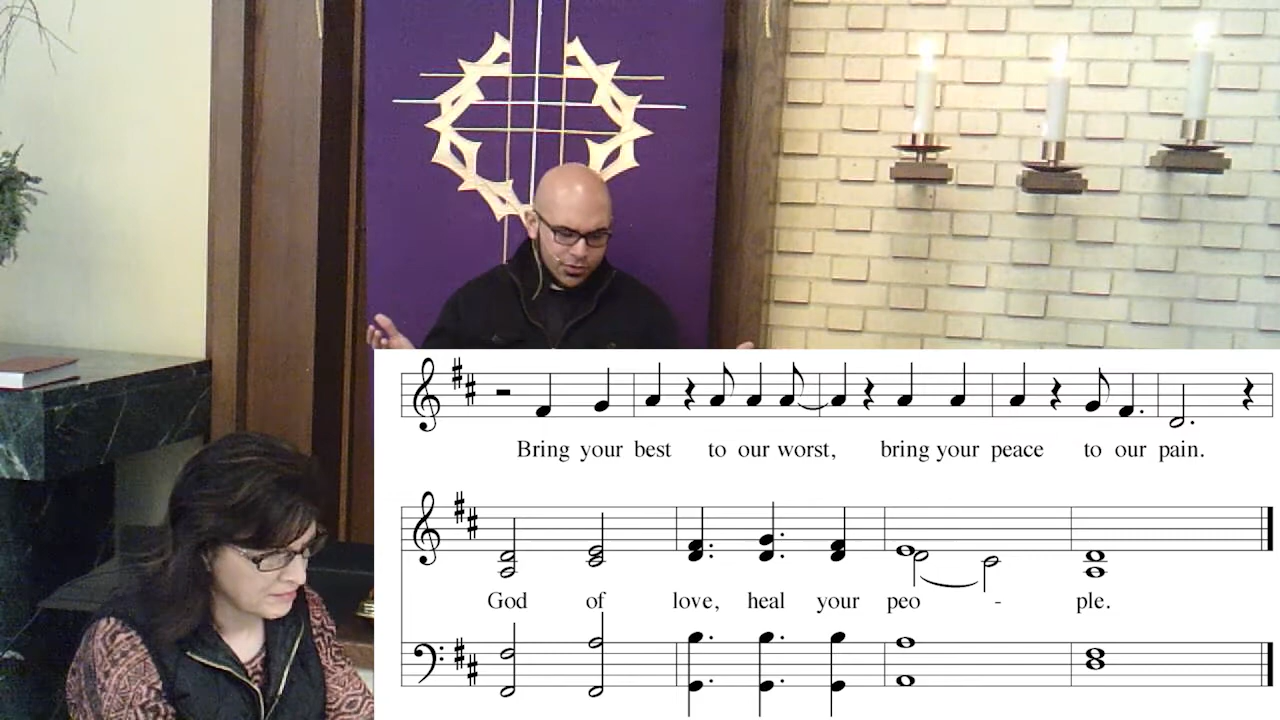 Bring your best to our worst, bring your peace to our pain.
God of love, heal your peo - ple.